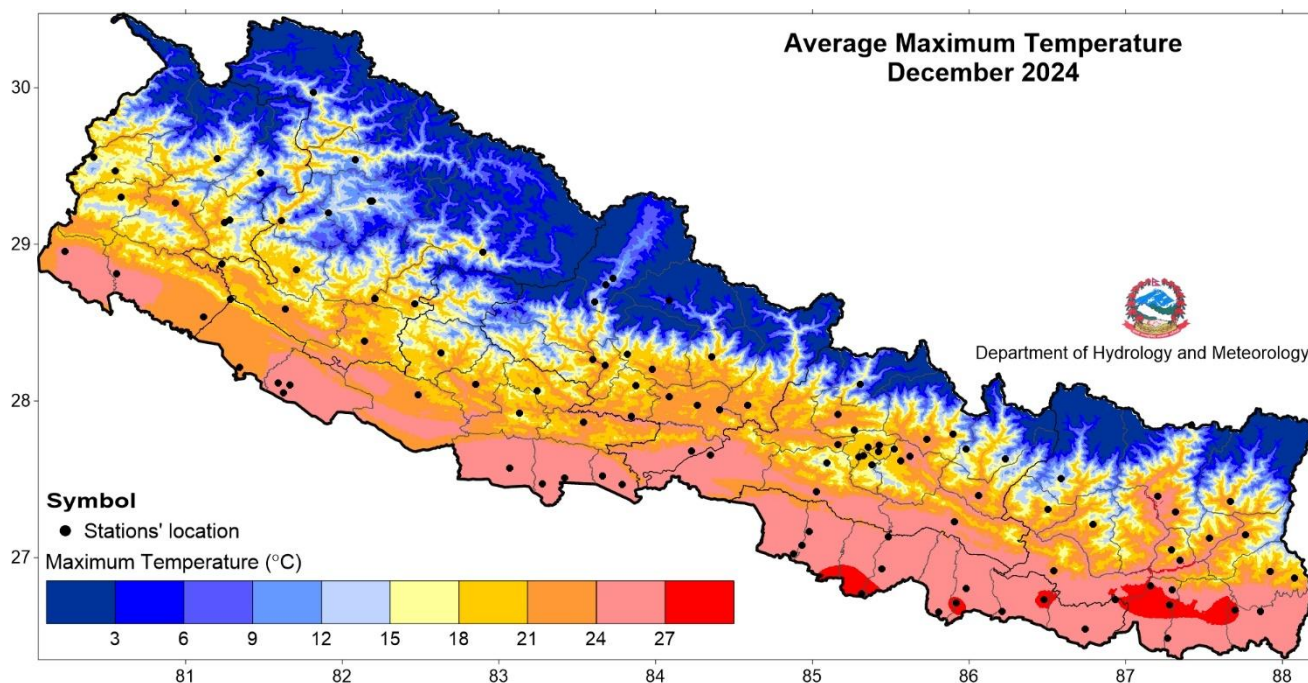 Average Maximum Temperature
December 2024
Department of Hydrology and Meteorology
Symbol
Stations' location
Maximum Temperature (°C)
3 6 9 12 15 18 21 24 27
30
29
28
27
81 82 83 84 85 86 87 88